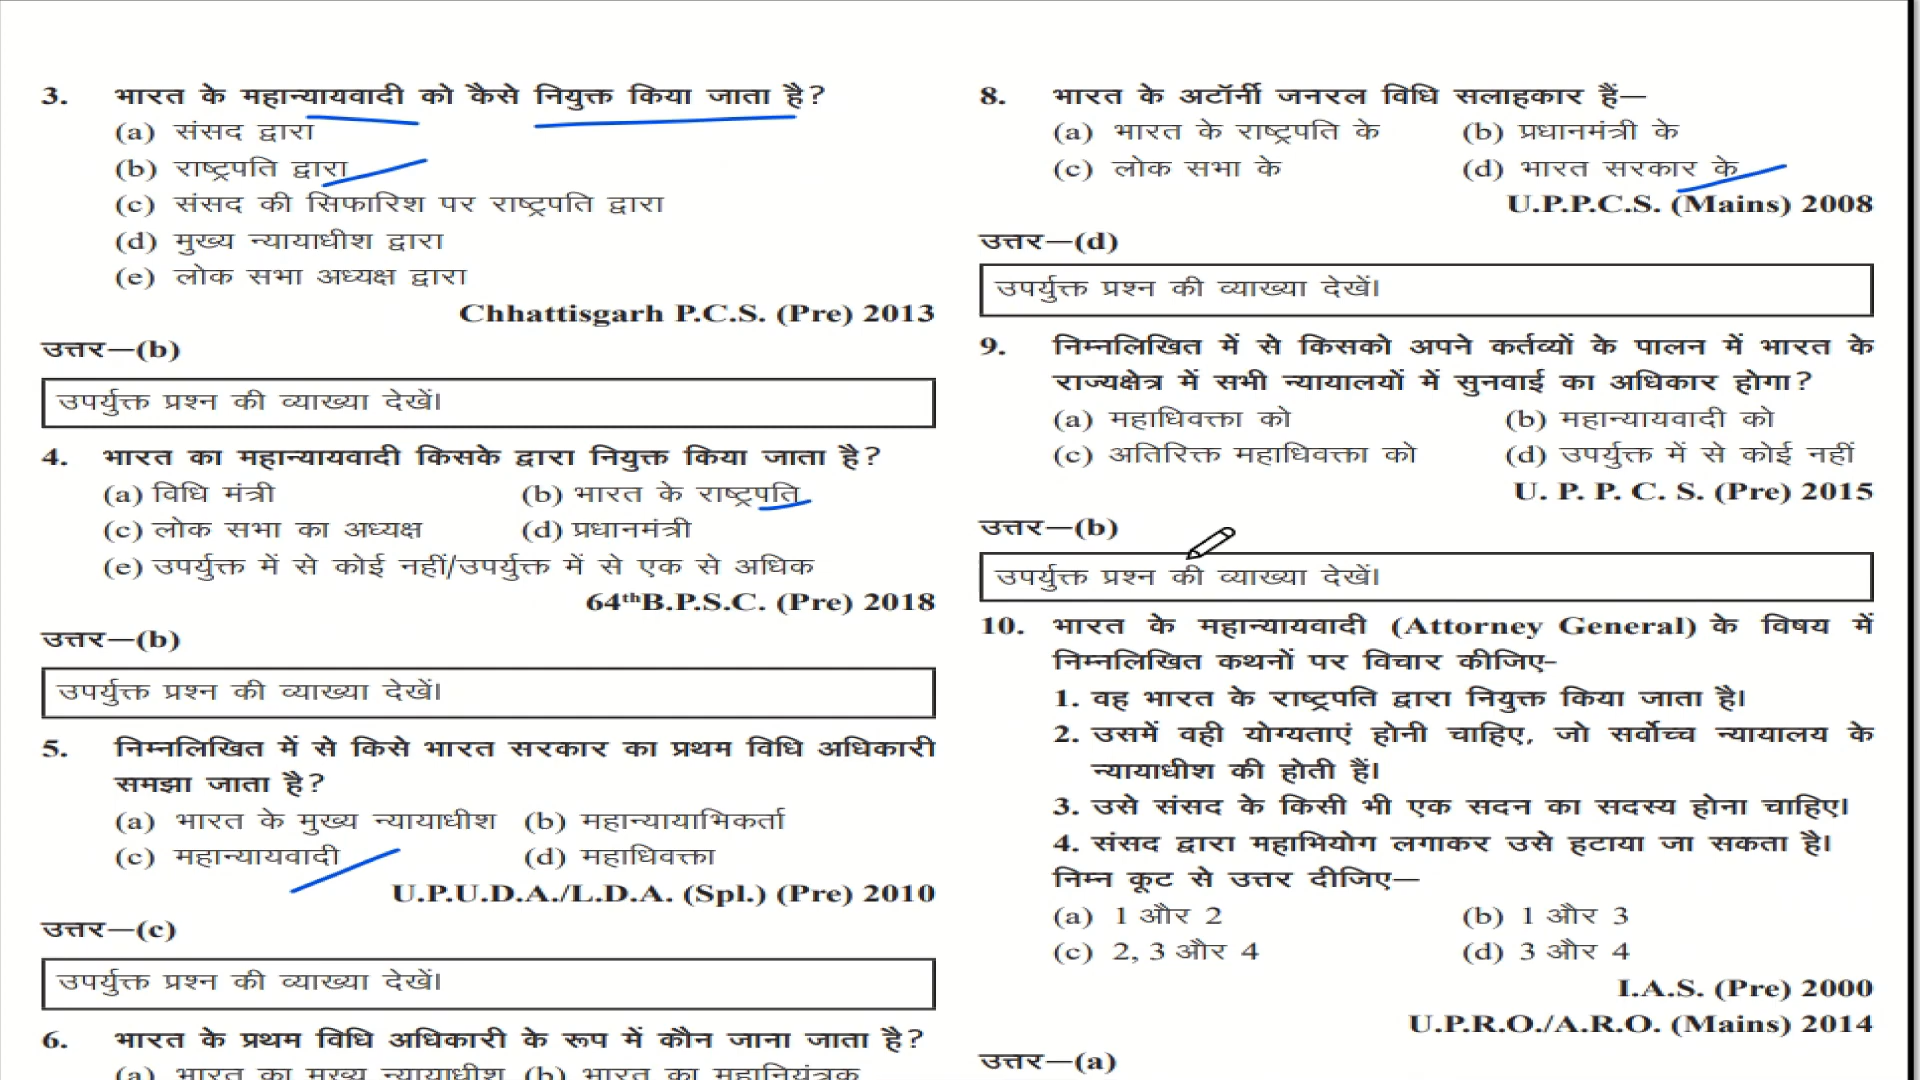 3. भारत के महान्यायवादी को कैसे नियुक्त किया जाता है?
(a) संसद द्वारा
(b) राष्ट्रपति द्वारा
(c) संसद की सिफारिश पर राष्ट्रपति द्वारा
(d) मुख्य न्यायाधीश द्वारा
(e) लोक सभा अध्यक्ष द्वारा
Chhattisgarh P.C.S. (Pre) 2013
उत्तर—(b)
उपर्युक्त प्रश्न की व्याख्या देखें।
4. भारत का महान्यायवादी किसके द्वारा नियुक्त किया जाता है?
(a) विधि मंत्री (b) भारत के राष्ट्रपति
(c) लोक सभा का अध्यक्ष (d) प्रधानमंत्री
(e) उपर्युक्त में से कोई नहीं/उपर्युक्त में से एक से अधिक
64thB.P.S.C. (Pre) 2018
उत्तर—(b)
उपर्युक्त प्रश्न की व्याख्या देखें।
5. निम्नलिखित में से किसे भारत सरकार का प्रथम विधि अधिकारी
समझा जाता है?
(a) भारत के मुख्य न्यायाधीश (b) महान्यायाभिकर्ता
(c) महान्यायवादी (d) महाधिवक्ता
U.P.U.D.A./L.D.A. (Spl.) (Pre) 2010
उत्तर—(c)
उपर्युक्त प्रश्न की व्याख्या देखें।
6. भारत के प्रथम विधि अधिकारी के रूप में कौन जाना जाता है?
(a) भारत का मुख्य न्यायाधीश (b) भारत का महानियंत्रक
8. भारत के अटॉर्नी जनरल विधि सलाहकार हैं—
(a) भारत के राष्ट्रपति के (b) प्रधानमंत्री के
(c) लोक सभा के (d) भारत सरकार के
U.P.P.C.S. (Mains) 2008
उत्तर—(d)
उपर्युक्त प्रश्न की व्याख्या देखें।
9. निम्नलिखित में से किसको अपने कर्तव्यों के पालन में भारत के
राज्यक्षेत्र में सभी न्यायालयों में सुनवाई का अधिकार होगा?
(a) महाधिवक्ता को (b) महान्यायवादी को
(c) अतिरिक्त महाधिवक्ता को (d) उपर्युक्त में से कोई नहीं
U. P. P. C. S. (Pre) 2015
उत्तर—(b)
उपर्युक्त प्रश्न की व्याख्या देखें।
10. भारत के महान्यायवादी (Attorney General) के विषय में
निम्नलिखित कथनों पर विचार कीजिए-
1. वह भारत के राष्ट्रपति द्वारा नियुक्त किया जाता है।
2. उसमें वही योग्यताएं होनी चाहिए, जो सर्वोच्च न्यायालय के
न्यायाधीश की होती हैं।
3. उसे संसद के किसी भी एक सदन का सदस्य होना चाहिए।
4. संसद द्वारा महाभियोग लगाकर उसे हटाया जा सकता है।
निम्न कूट से उत्तर दीजिए—
(a) 1 और 2 (b) 1 और 3
(c) 2, 3 और 4 (d) 3 और 4
I.A.S. (Pre) 2000
U.P.R.O./A.R.O. (Mains) 2014
उत्तर—(a)